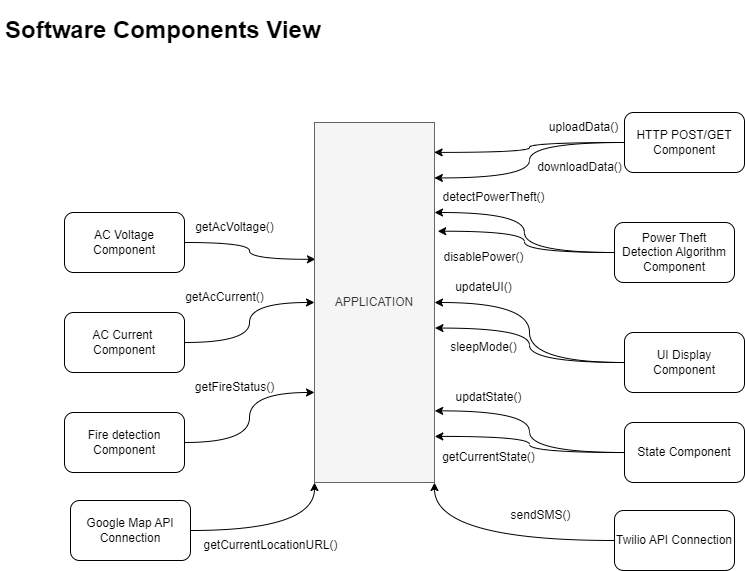 Software Components View
uploadData()
HTTP POST/GET
Component
downloadData()
detectPowerTheft()
getAcVoltage()
AC Voltage
Component
Power Theft
Detection Algorithm
Component
disablePower()
updateUI()
getAcCurrent()
APPLICATION
AC Current
Component
sleepMode()
UI Display
Component
getFireStatus()
updatState()
Fire detection
Component
State Component
getCurrentState()
Google Map API
Connection
sendSMS()
getCurrentLocationURL()
Twilio API Connection